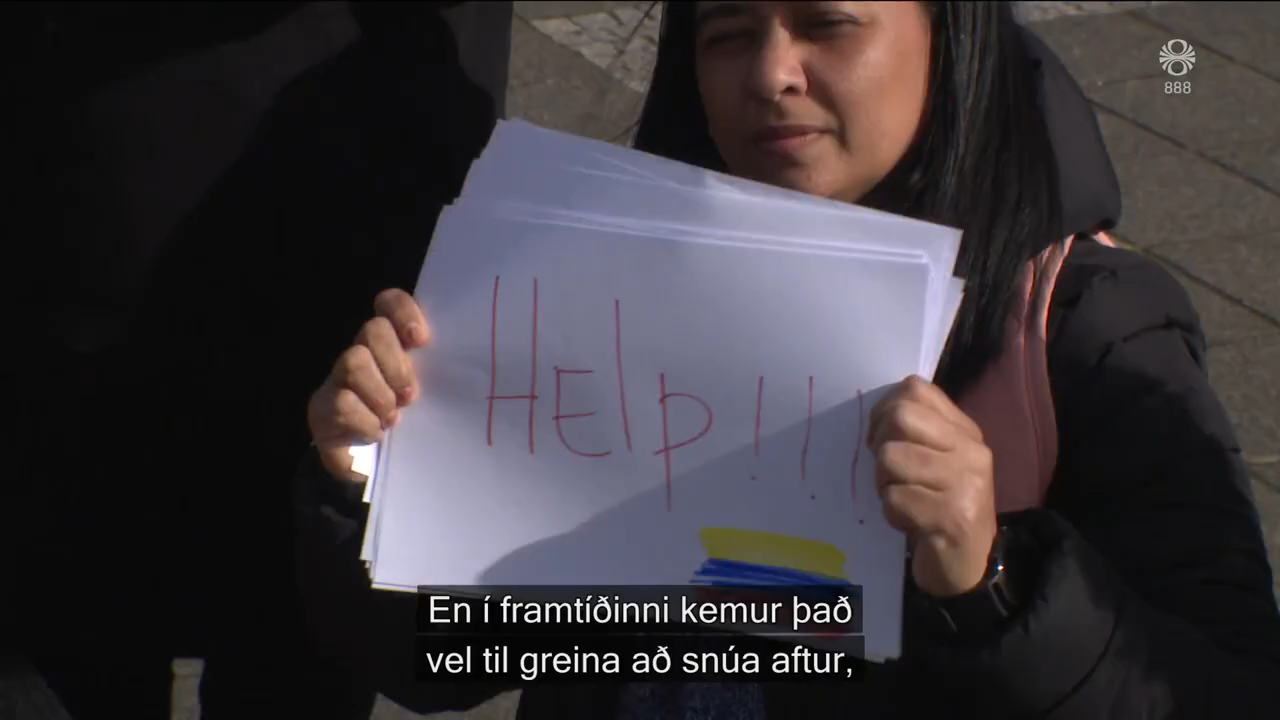 888
HElp!!!
En í framtíðinni kemur það
vel til greina að snúa aftur,